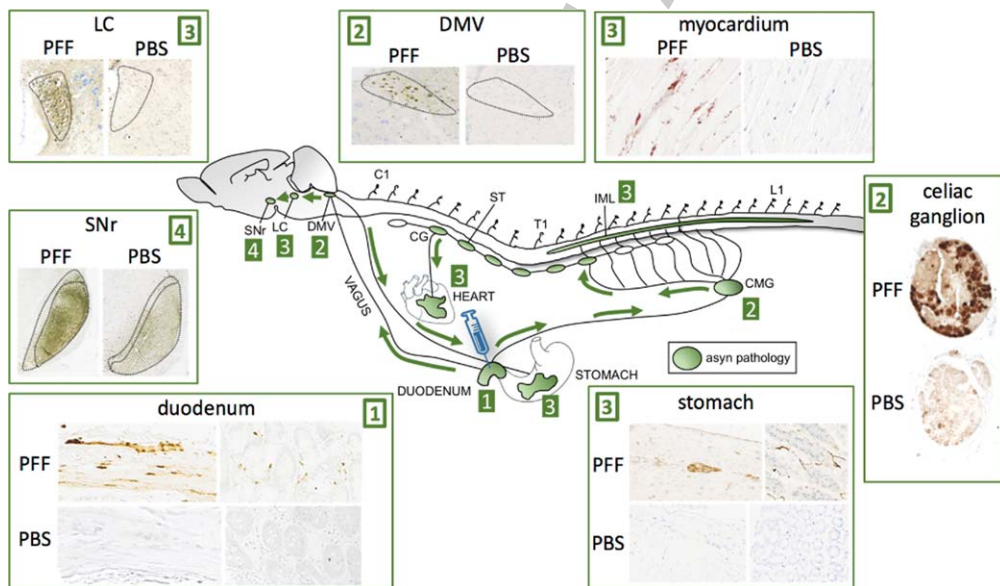 LC
3
PFF PBS
2
DMV
PFF PBS
3
myocardium
PFF PBS
SNr
4
PFF PBS
2
celiac
ganglion
PFF
PBS
C1
ST
IML
3
L1
T1
SNr LC DMV
4 3 2
CG
VAGUS
3
HEART
CMG
2
asyn pathology
DUODENUM
1
STOMACH
3
duodenum
1
PFF
PBS
3
stomach
PFF
PBS